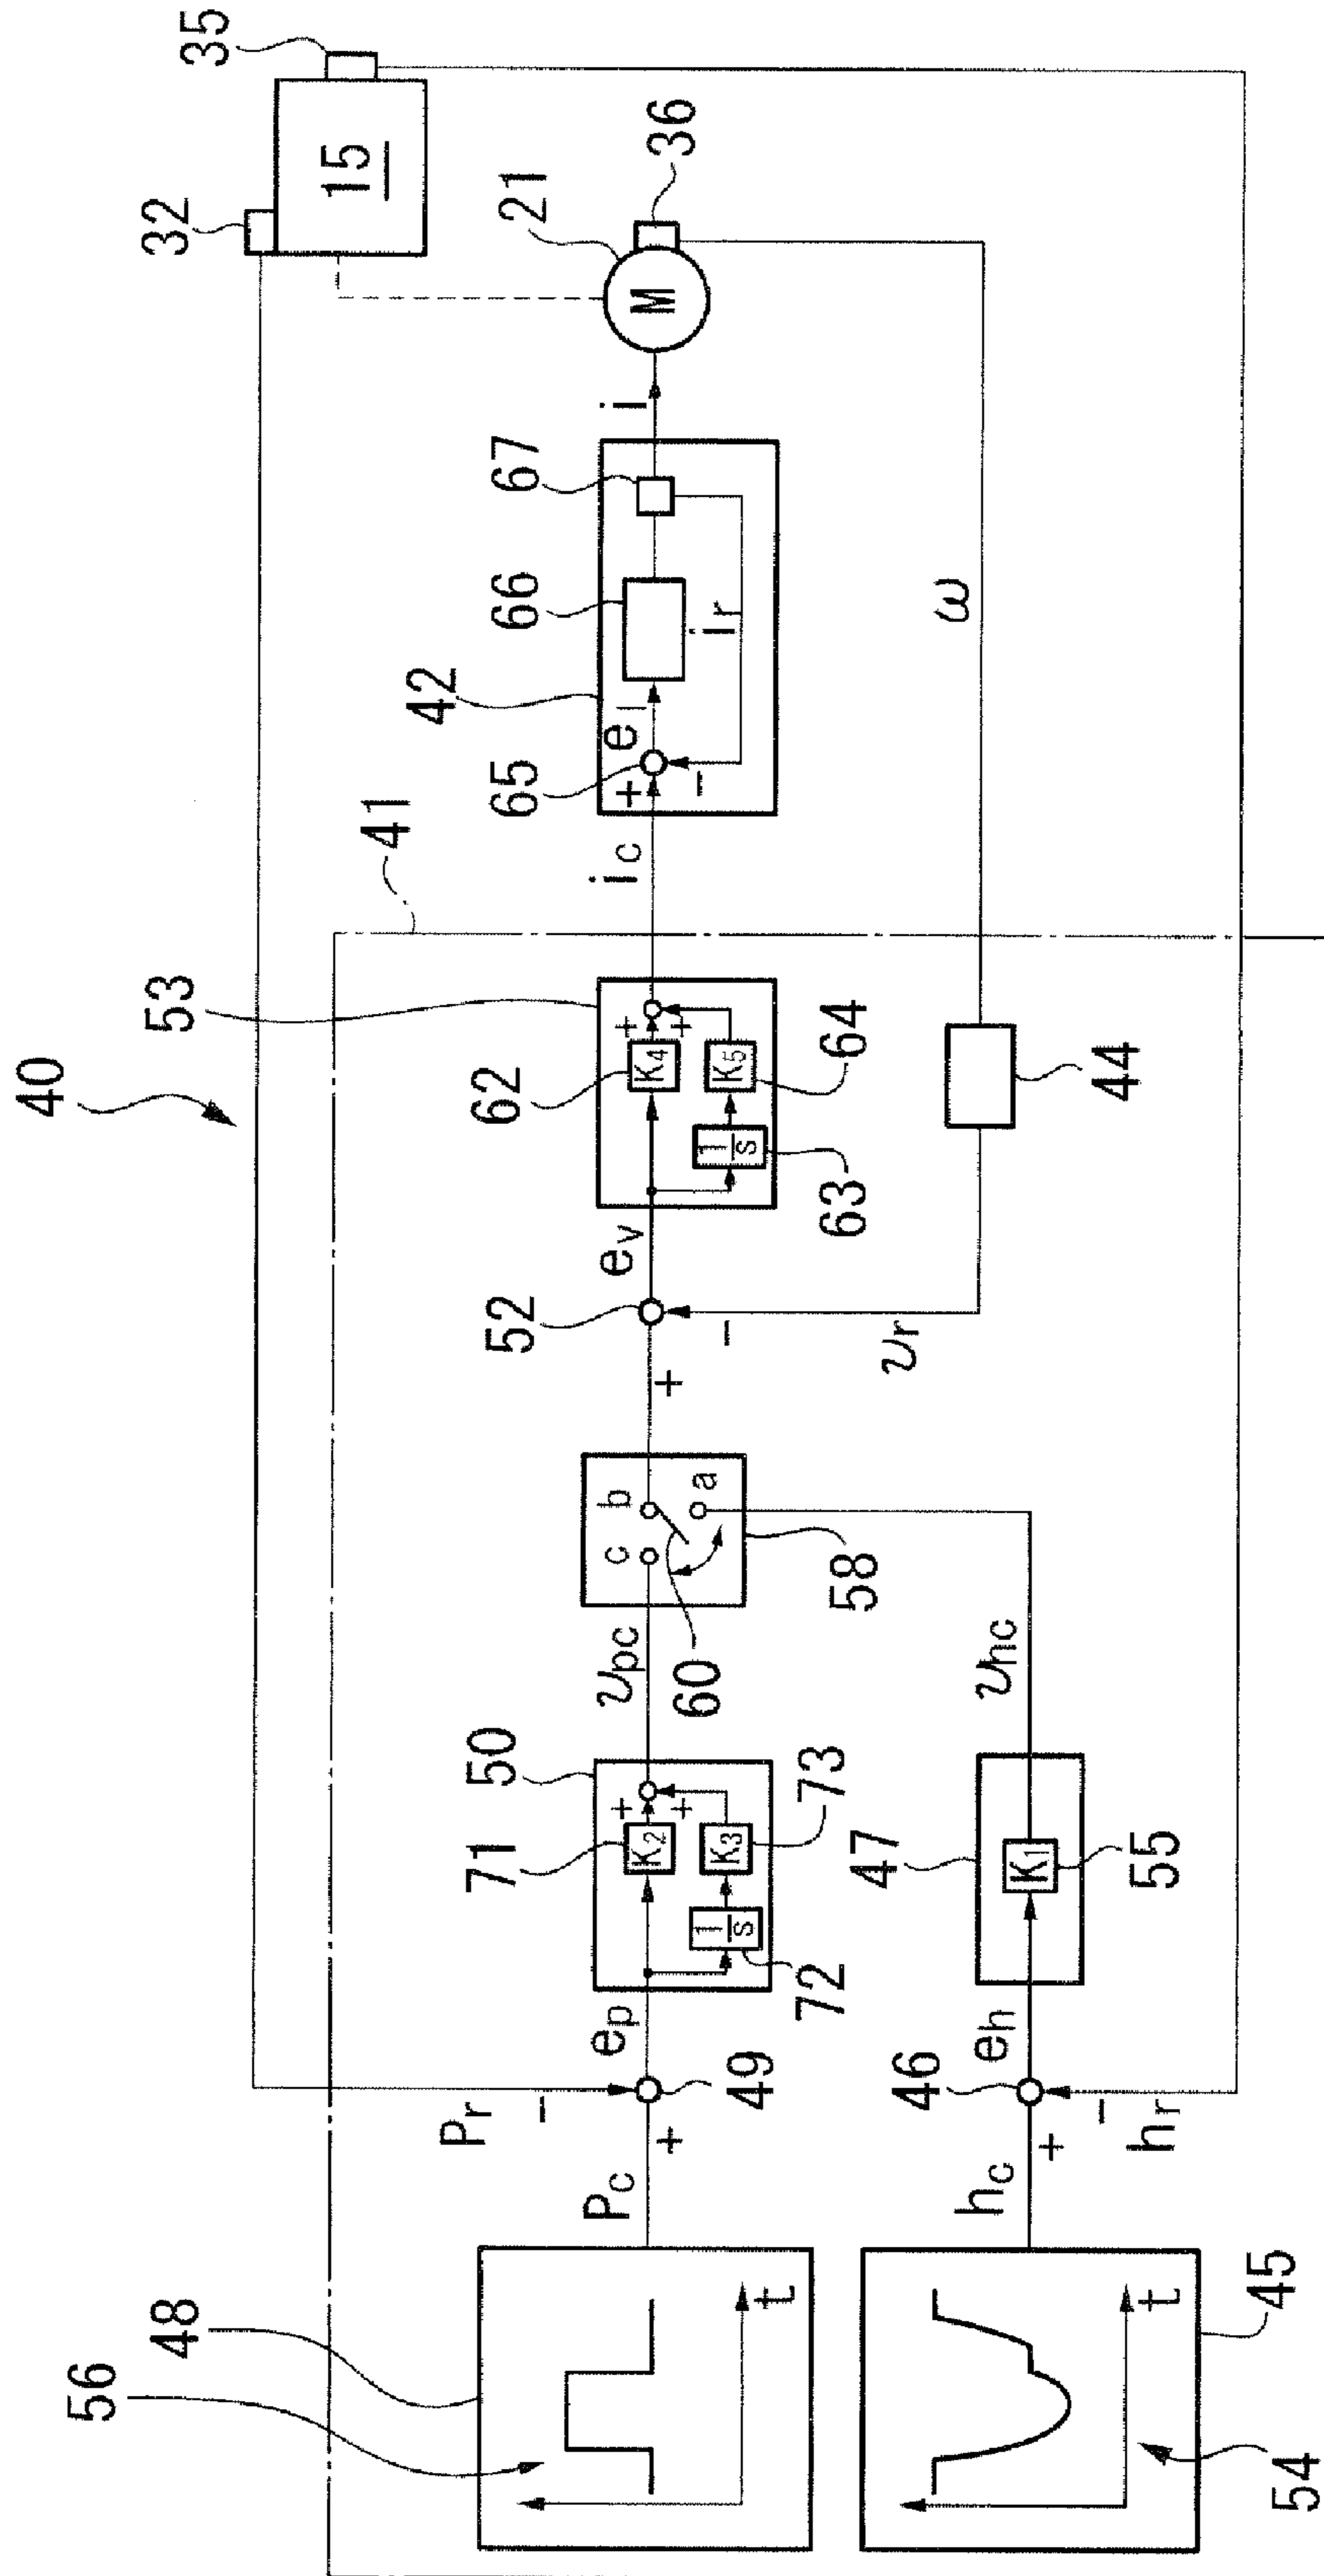 40
41
53
32
35
15
56
48
t
Pc
+
Pr
−
49
ep
71
K2
+
+
1/s
72
K3
73
50
vpc
c
b
a
60
58
+
52
−
ev
62
K4
+
+
1/s
63
K5
64
ic
42
65
+
−
ei
66
ir
67
i
21
M
36
ω
44
vr
54
45
t
hc
+
46
−
hr
eh
47
K1
55
vhc